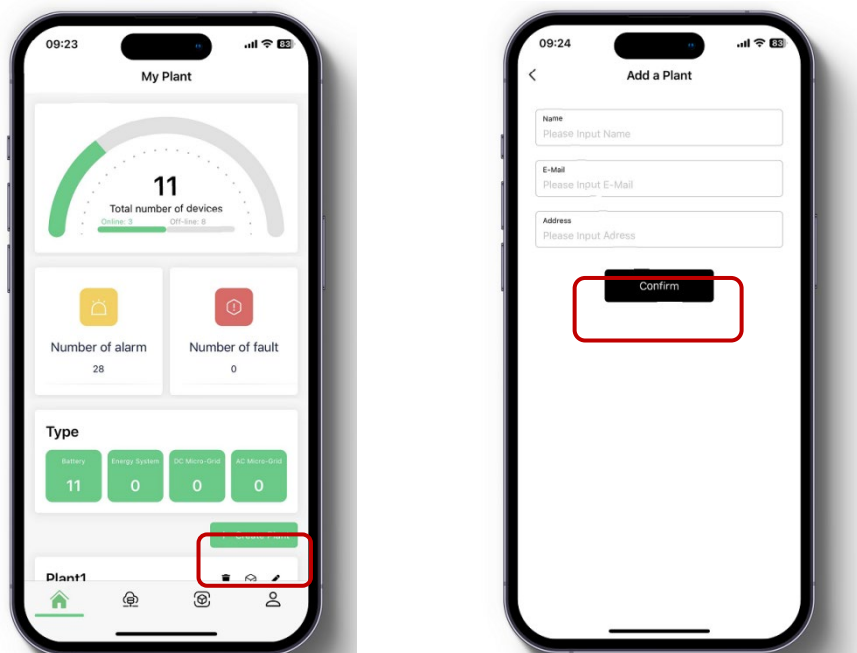 09:23
83
My Plant
11
Total number of devices
Online: 3 Off-line: 8
Number of alarm
28
Number of fault
0
Type
Battery
11
Energy System
0
DC Micro-Grid
0
AC Micro-Grid
0
Create Plant
Plant1
09:24
83
Add a Plant
Name
Please Input Name
E-Mail
Please Input E-Mail
Address
Please Input Adress
Confirm